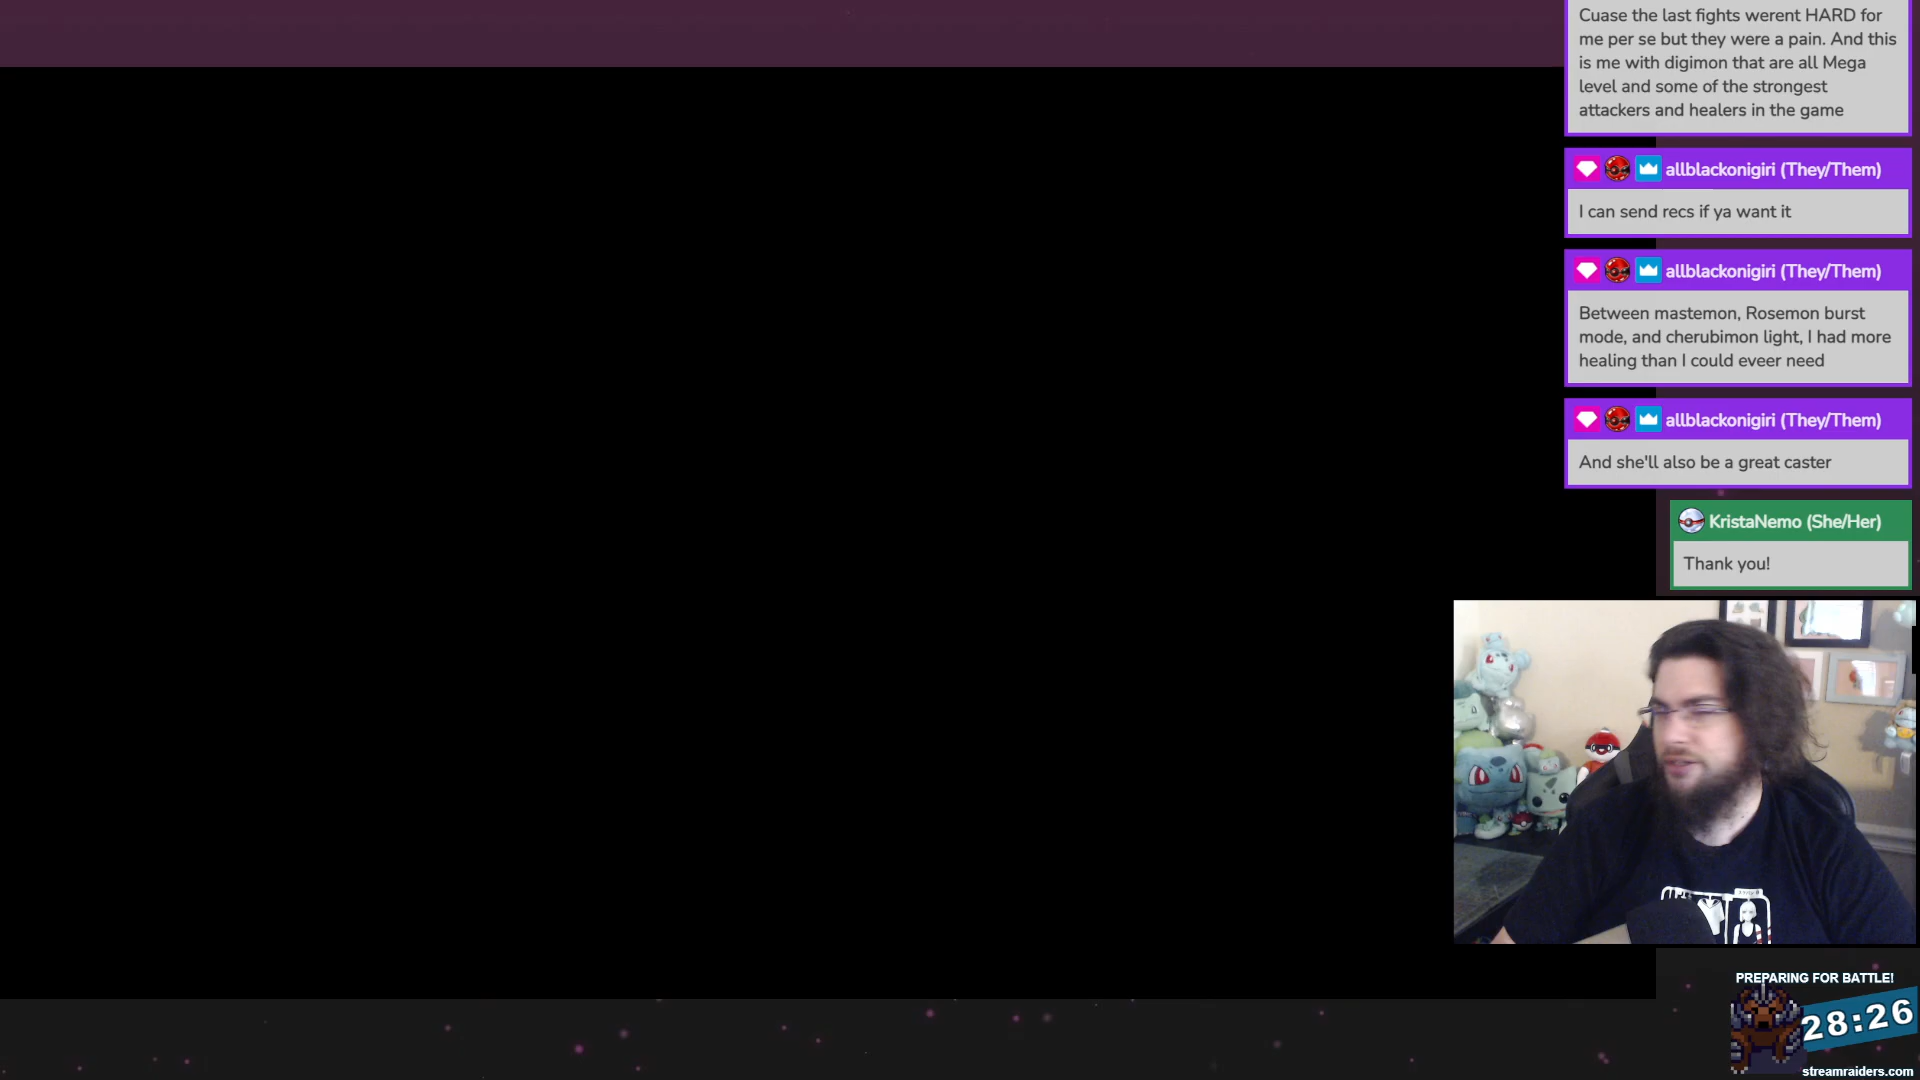 Cuase the last fights werent HARD for
me per se but they were a pain. And this
is me with digimon that are all Mega
level and some of the strongest
attackers and healers in the game
allblackonigiri (They/Them)
I can send recs if ya want it
allblackonigiri (They/Them)
Between mastemon, Rosemon burst
mode, and cherubimon light, I had more
healing than I could eveer need
allblackonigiri (They/Them)
And she'll also be a great caster
KristaNemo (She/Her)
Thank you!
PREPARING FOR BATTLE!
28:26
streamraiders.com